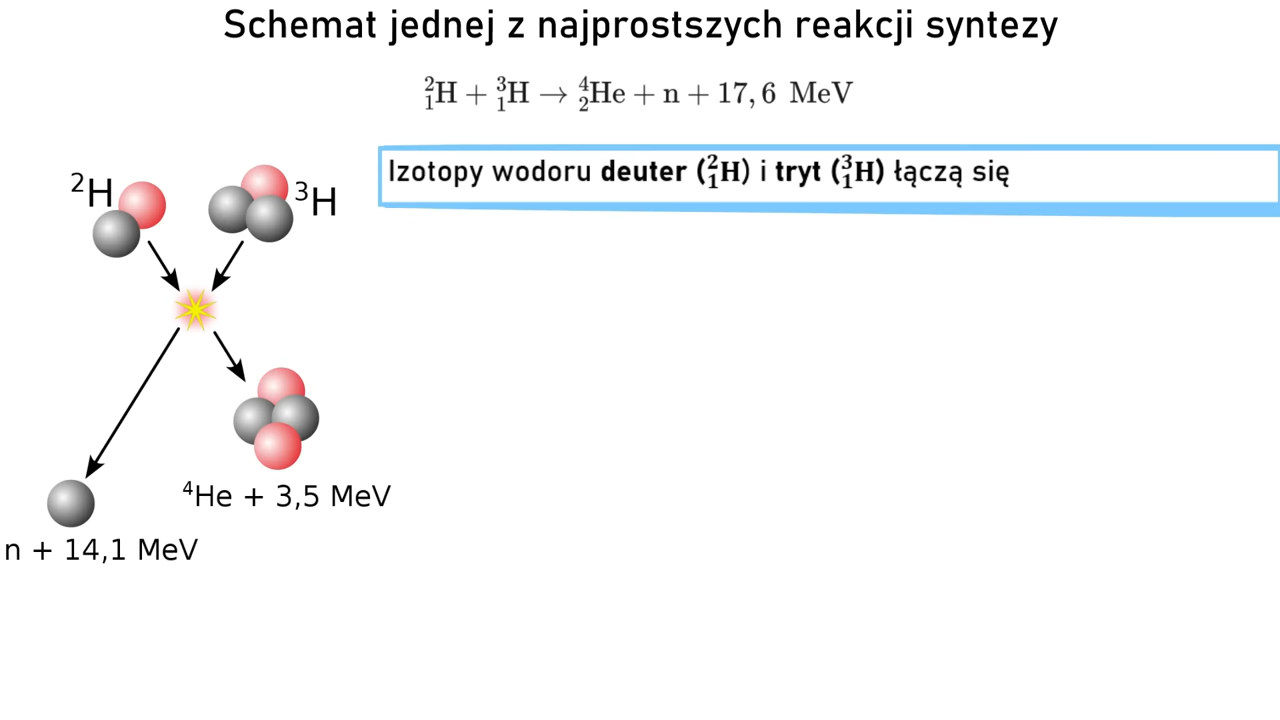 Schemat jednej z najprostszych reakcji syntezy
²₁H + ³₁H → ⁴₂He + n + 17,6 MeV
Izotopy wodoru deuter (²₁H) i tryt (³₁H) łączą się
²H
³H
⁴He + 3,5 MeV
n + 14,1 MeV